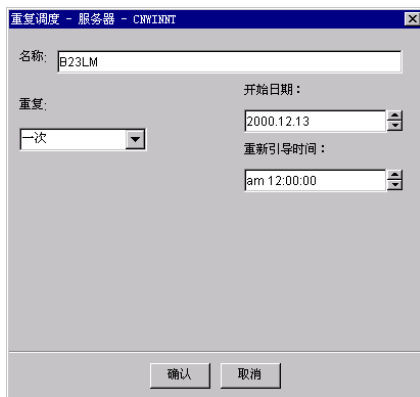 重复调度 - 服务器 - CNWINNT
名称:
B23LM
重复:
一次
开始日期：
2000.12.13
重新引导时间：
am 12:00:00
确认
取消